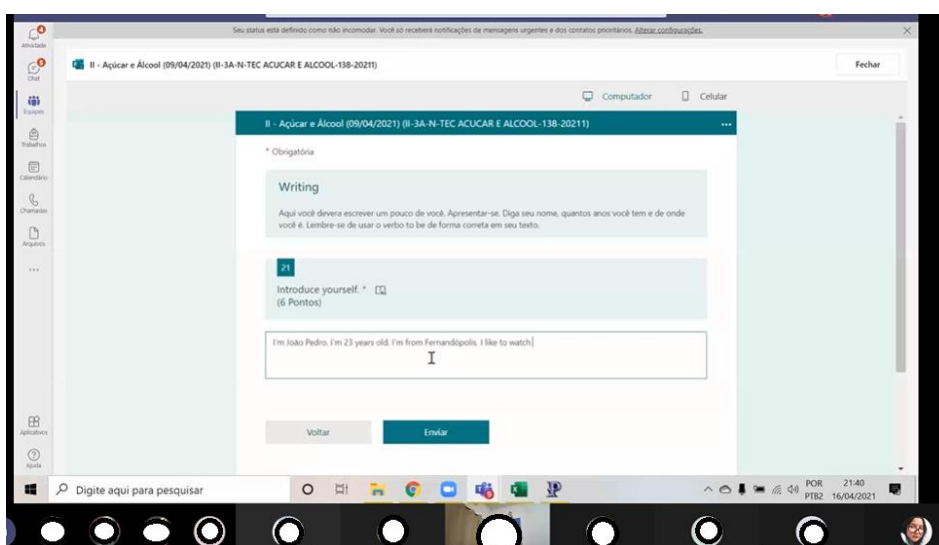 Seu status está definido como não incomodar. Você só receberá notificações de mensagens urgentes e dos contatos prioritários. Alterar configurações.
Atividade
Chat
Equipes
Trabalhos
Calendário
Chamadas
Arquivos
...
Aplicativos
Ajuda
II - Açúcar e Álcool (09/04/2021) (II-3A-N-TEC ACUCAR E ALCOOL-138-20211)
Fechar
Computador
Celular
II - Açúcar e Álcool (09/04/2021) (II-3A-N-TEC ACUCAR E ALCOOL-138-20211)
...
* Obrigatória
Writing
Aqui você devera escrever um pouco de você. Apresentar-se. Diga seu nome, quantos anos você tem e de onde
você é. Lembre-se de usar o verbo to be de forma correta em seu texto.
21
Introduce yourself. *
(6 Pontos)
I'm João Pedro. I'm 23 years old. I'm from Fernandópolis. I like to watch
Voltar
Enviar
Digite aqui para pesquisar
POR
PTB2
21:40
16/04/2021